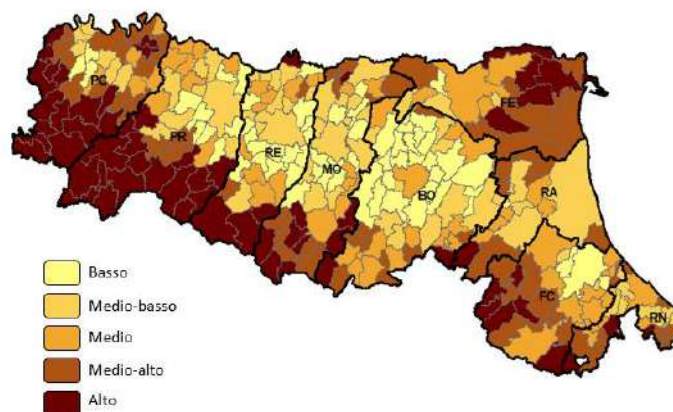 PC
PR
RE
MO
BO
FE
RA
FC
RN
Basso
Medio-basso
Medio
Medio-alto
Alto